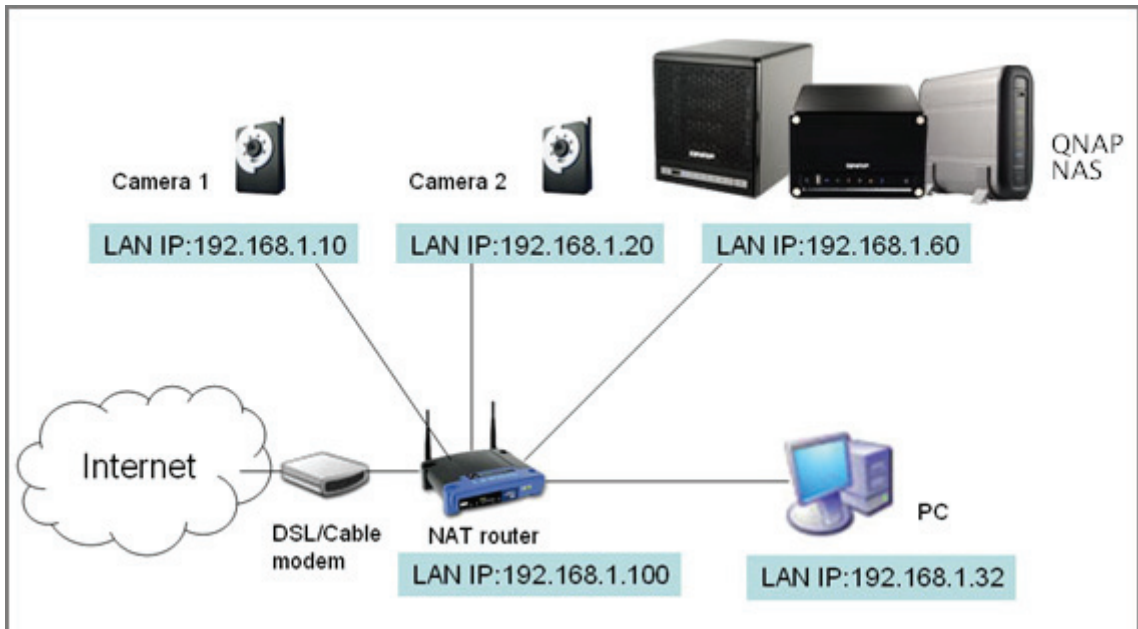 QNAP
NAS
Camera 1
Camera 2
LAN IP:192.168.1.10
LAN IP:192.168.1.20
LAN IP:192.168.1.60
Internet
DSL/Cable
modem
NAT router
PC
LAN IP:192.168.1.100
LAN IP:192.168.1.32